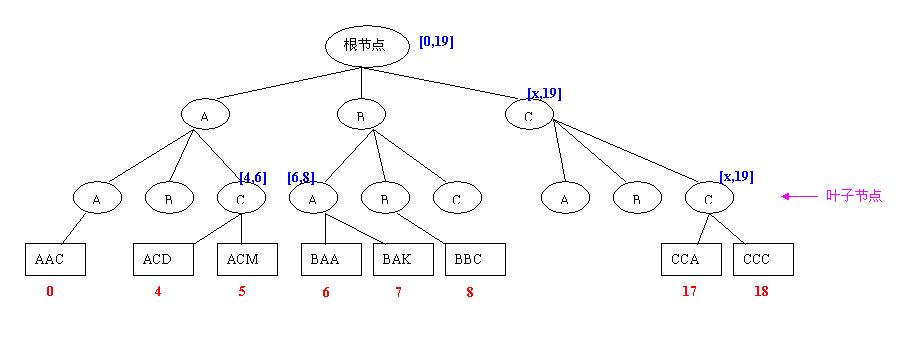 根节点 [0,19]
[x,19]
A B C
[4,6] [6,8] [x,19]
A B C A B C A B C 叶子节点
AAC ACD ACM BAA BAK BBC CCA CCC
0 4 5 6 7 8 17 18